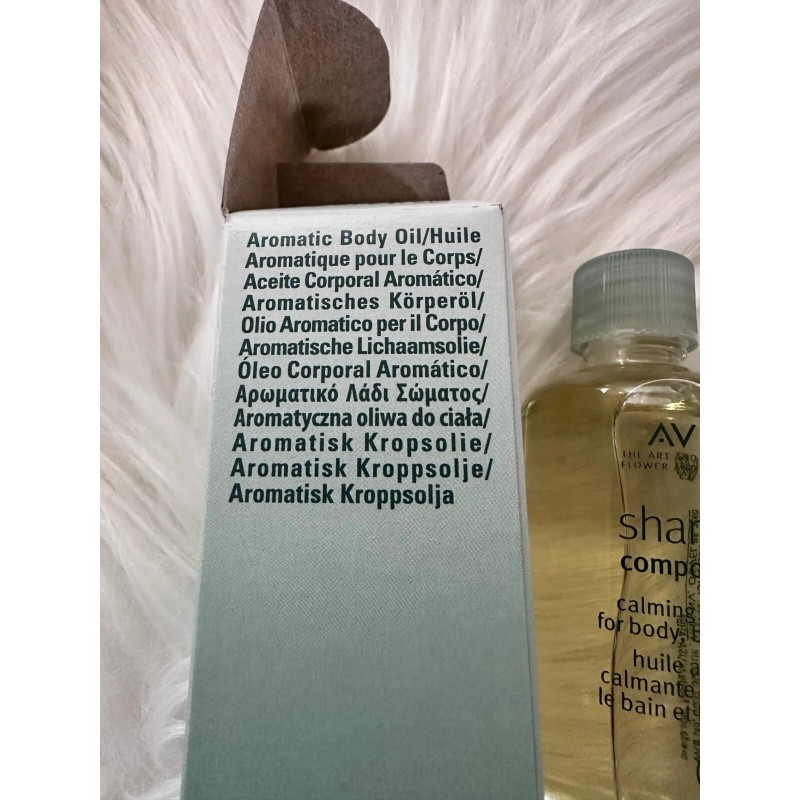 Aromatic Body Oil/Huile
Aromatique pour le Corps/
Aceite Corporal Aromático/
Aromatisches Körperöl/
Olio Aromatico per il Corpo/
Aromatische Lichaamsolie/
Óleo Corporal Aromático/
Αρωματικό Λάδι Σώματος/
Aromatyczna oliwa do ciała/
Aromatisk Kropsolie/
Aromatisk Kroppsolje/
Aromatisk Kroppsolja
AV
THE ART AND
FLOWER
sha
comp
calming
for body,
huile
calmante
le bain et